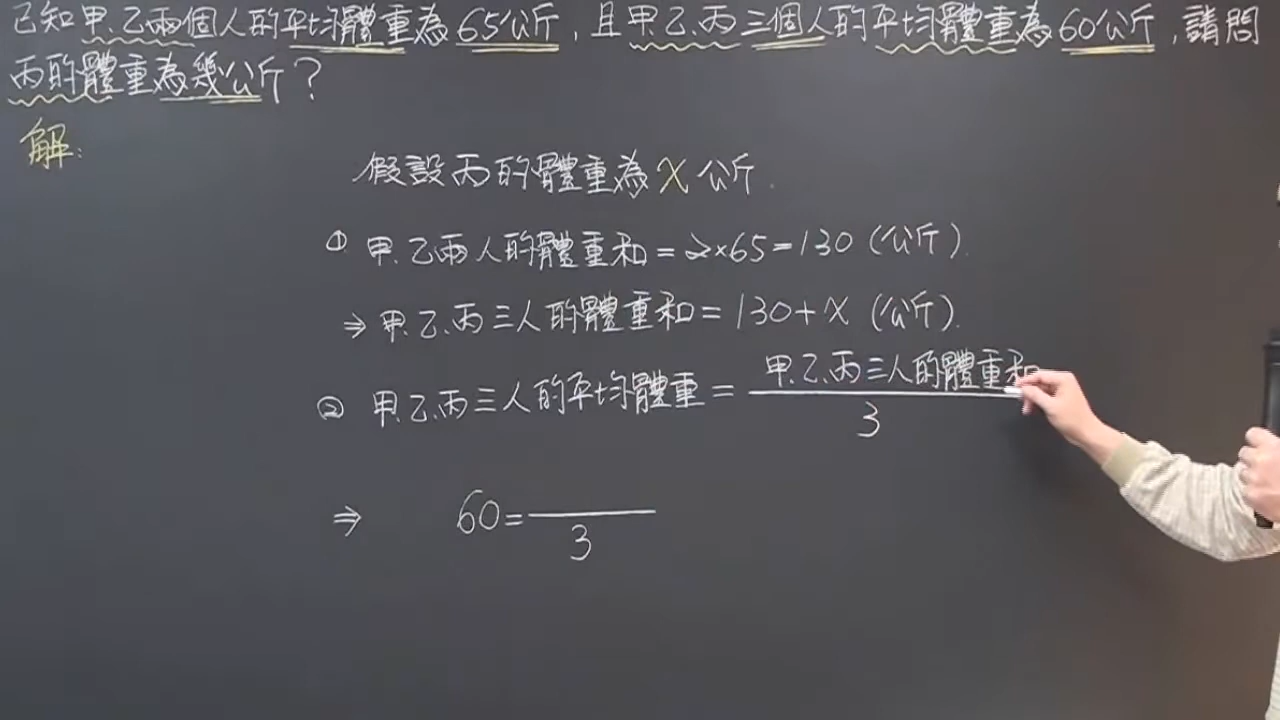 已知甲、乙兩個人的平均體重為65公斤，且甲、乙、丙三個人的平均體重為60公斤，請問
丙的體重為幾公斤？
解：
假設丙的體重為X公斤.
① 甲、乙兩人的體重和=2×65=130（公斤）.
⇒ 甲、乙、丙三人的體重和=130+X（公斤）.
② 甲、乙、丙三人的平均體重= 甲、乙、丙三人的體重和
3
⇒ 60=
3